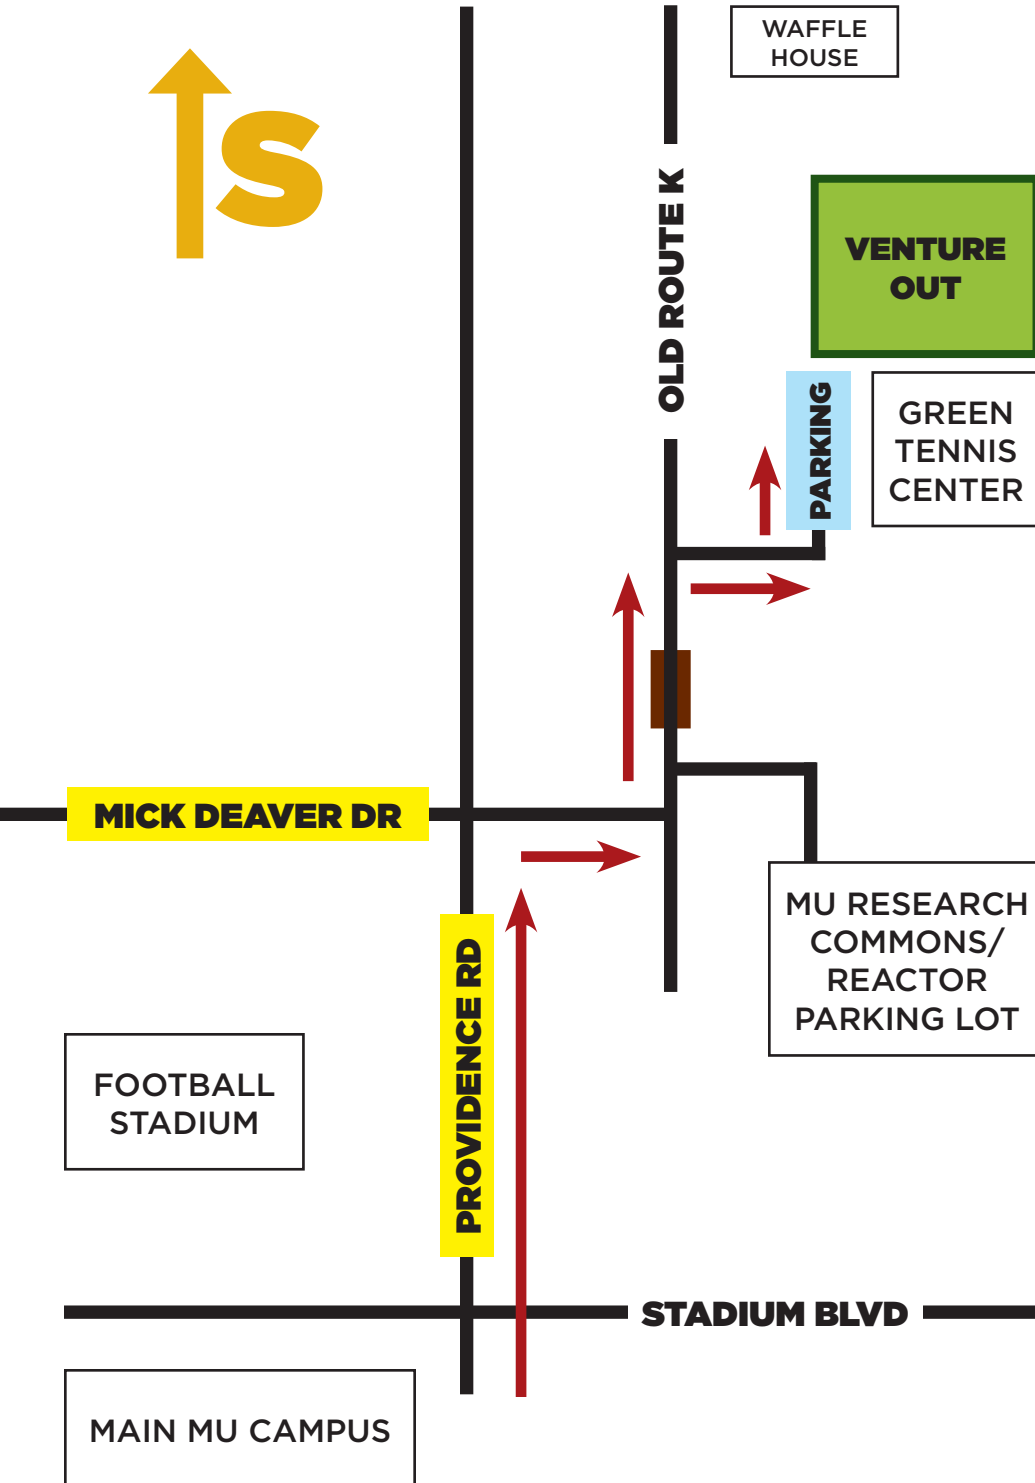 WAFFLE
HOUSE
S
OLD ROUTE K
VENTURE
OUT
PARKING
GREEN
TENNIS
CENTER
MICK DEAVER DR
MU RESEARCH
COMMONS/
REACTOR
PARKING LOT
PROVIDENCE RD
FOOTBALL
STADIUM
STADIUM BLVD
MAIN MU CAMPUS